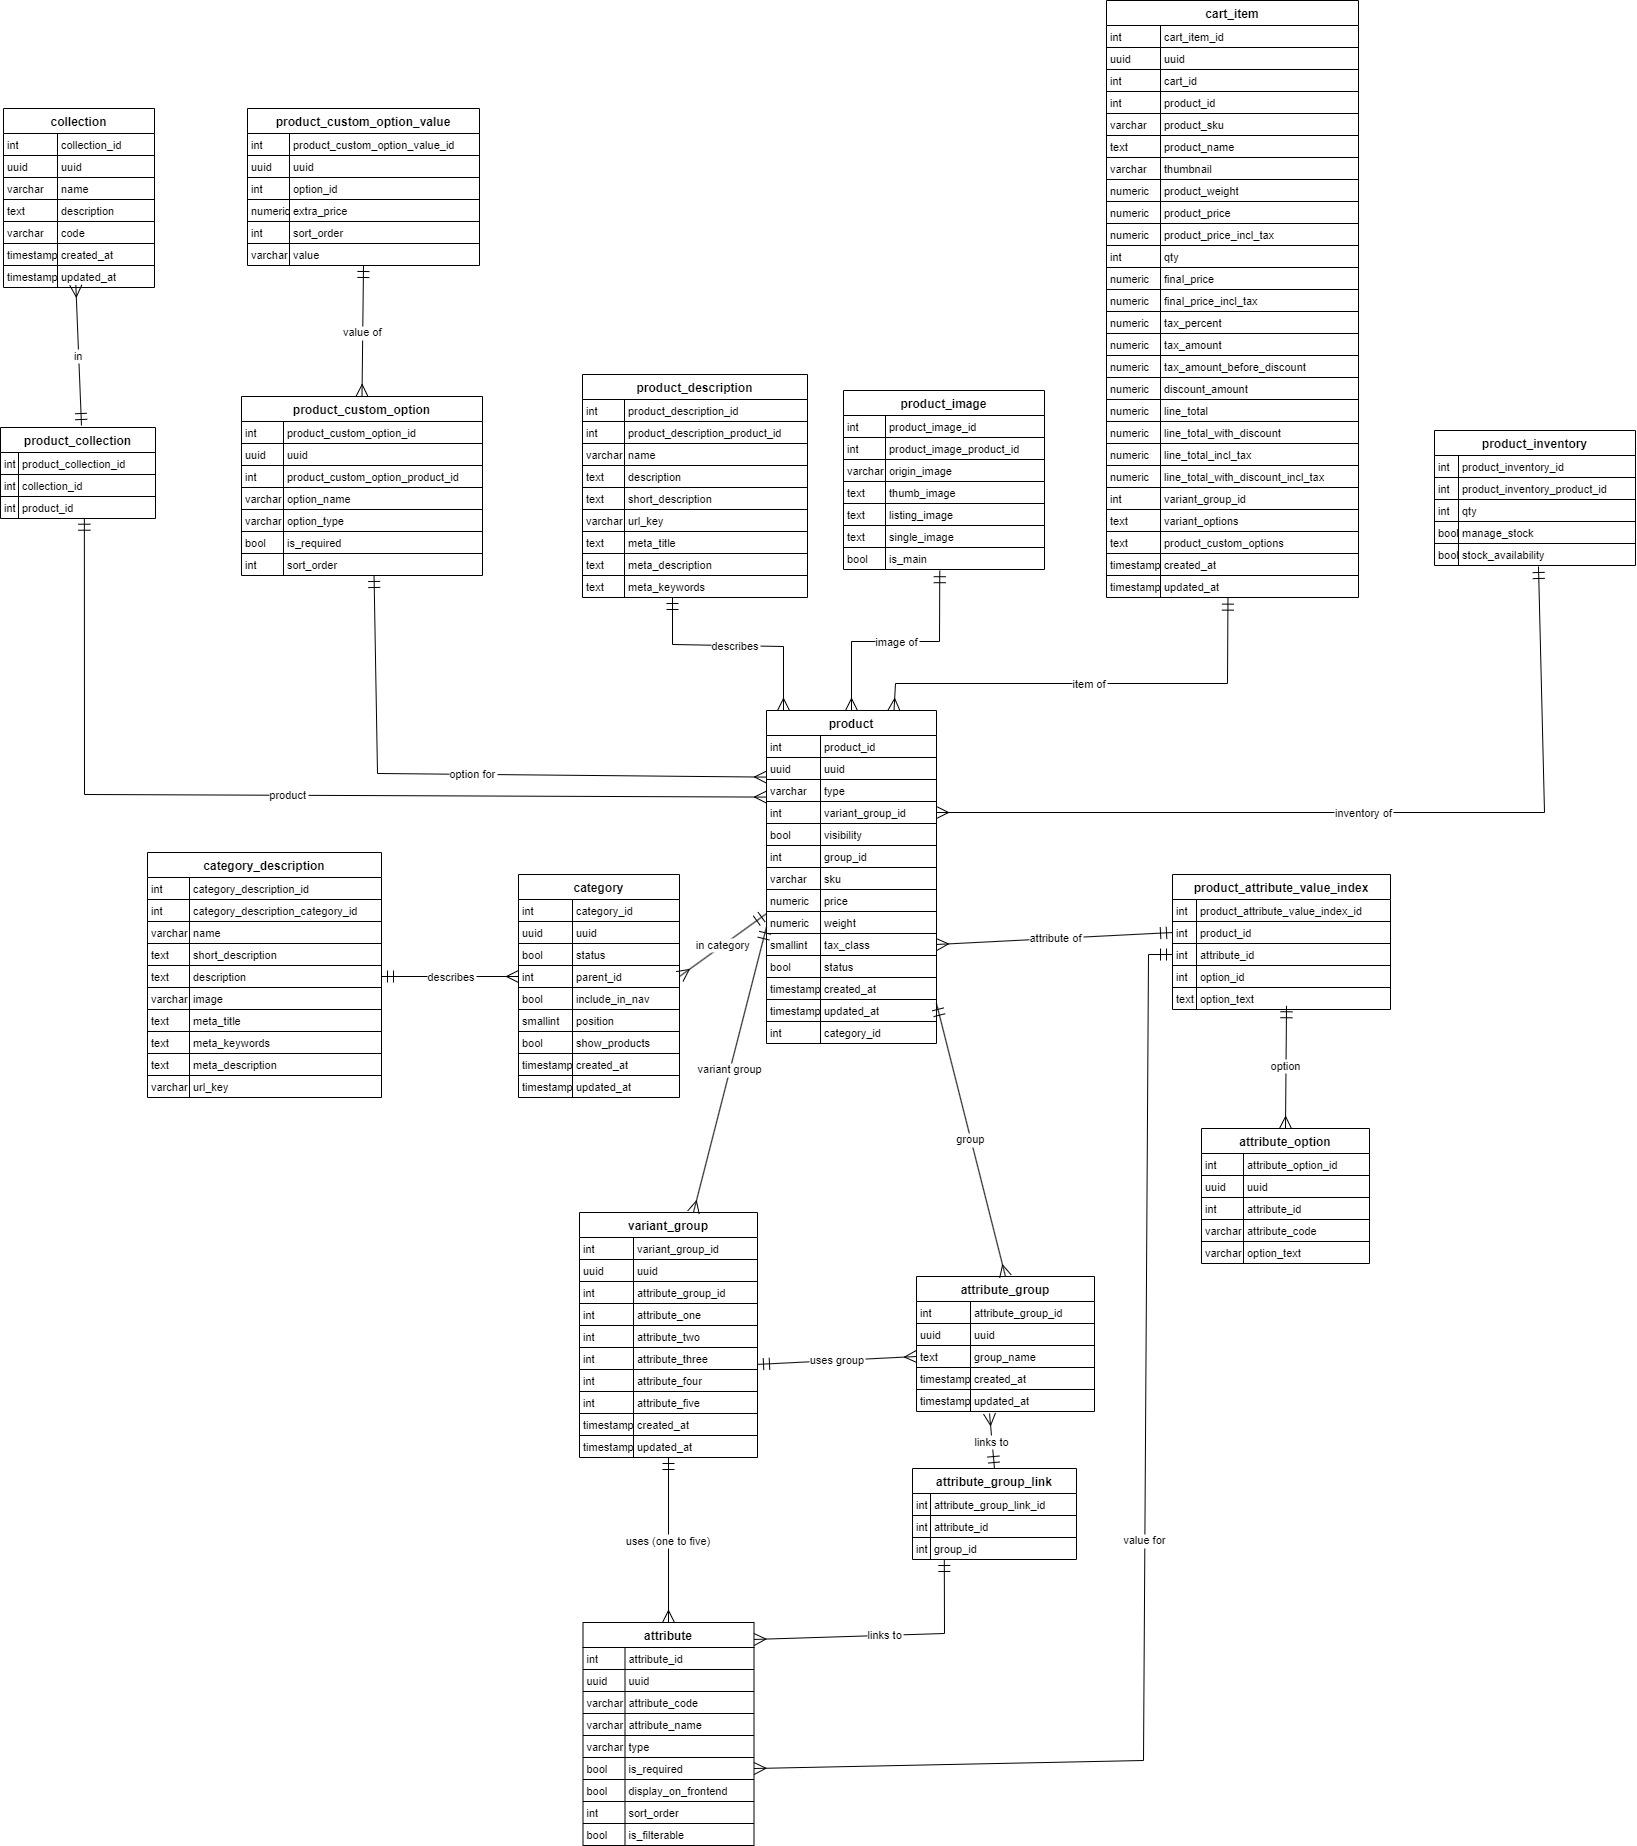 cart_item
int cart_item_id
uuid uuid
int cart_id
int product_id
varchar product_sku
text product_name
varchar thumbnail
numeric product_weight
numeric product_price
numeric product_price_incl_tax
int qty
numeric final_price
numeric final_price_incl_tax
numeric tax_percent
numeric tax_amount
numeric tax_amount_before_discount
numeric discount_amount
numeric line_total
numeric line_total_with_discount
numeric line_total_incl_tax
numeric line_total_with_discount_incl_tax
int variant_group_id
text variant_options
text product_custom_options
timestamp created_at
timestamp updated_at
collection
int collection_id
uuid uuid
varchar name
text description
varchar code
timestamp created_at
timestamp updated_at
product_custom_option_value
int product_custom_option_value_id
uuid uuid
int option_id
numeric extra_price
int sort_order
varchar value
value of
in
product_collection
int product_collection_id
int collection_id
int product_id
product_custom_option
int product_custom_option_id
uuid uuid
int product_custom_option_product_id
varchar option_name
varchar option_type
bool is_required
int sort_order
product_description
int product_description_id
int product_description_product_id
varchar name
text description
text short_description
varchar url_key
text meta_title
text meta_description
text meta_keywords
product_image
int product_image_id
int product_image_product_id
varchar origin_image
text thumb_image
text listing_image
text single_image
bool is_main
product_inventory
int product_inventory_id
int product_inventory_product_id
int qty
bool manage_stock
bool stock_availability
describes
image of
item of
option for
product
inventory of
product
int product_id
uuid uuid
varchar type
int variant_group_id
bool visibility
int group_id
varchar sku
numeric price
numeric weight
smallint tax_class
bool status
timestamp created_at
timestamp updated_at
int category_id
category_description
int category_description_id
int category_description_category_id
varchar name
text short_description
text description
varchar image
text meta_title
text meta_keywords
text meta_description
varchar url_key
describes
category
int category_id
uuid uuid
bool status
int parent_id
bool include_in_nav
smallint position
bool show_products
timestamp created_at
timestamp updated_at
in category
attribute of
product_attribute_value_index
int product_attribute_value_index_id
int product_id
int attribute_id
int option_id
text option_text
variant group
option
group
attribute_option
int attribute_option_id
uuid uuid
int attribute_id
varchar attribute_code
varchar option_text
variant_group
int variant_group_id
uuid uuid
int attribute_group_id
int attribute_one
int attribute_two
int attribute_three
int attribute_four
int attribute_five
timestamp created_at
timestamp updated_at
uses group
attribute_group
int attribute_group_id
uuid uuid
text group_name
timestamp created_at
timestamp updated_at
links to
attribute_group_link
int attribute_group_link_id
int attribute_id
int group_id
uses (one to five)
value for
links to
attribute
int attribute_id
uuid uuid
varchar attribute_code
varchar attribute_name
varchar type
bool is_required
bool display_on_frontend
int sort_order
bool is_filterable